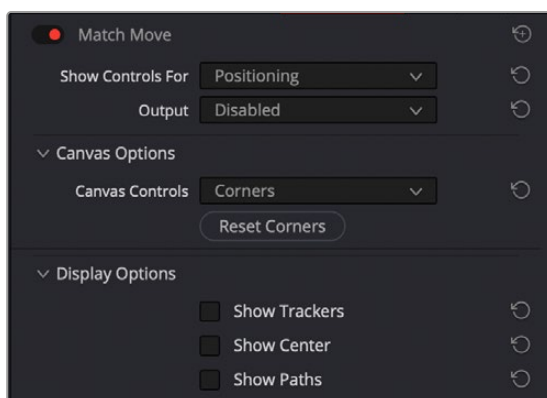 Match Move
Show Controls For Positioning
Output Disabled
Canvas Options
Canvas Controls Corners
Reset Corners
Display Options
Show Trackers
Show Center
Show Paths